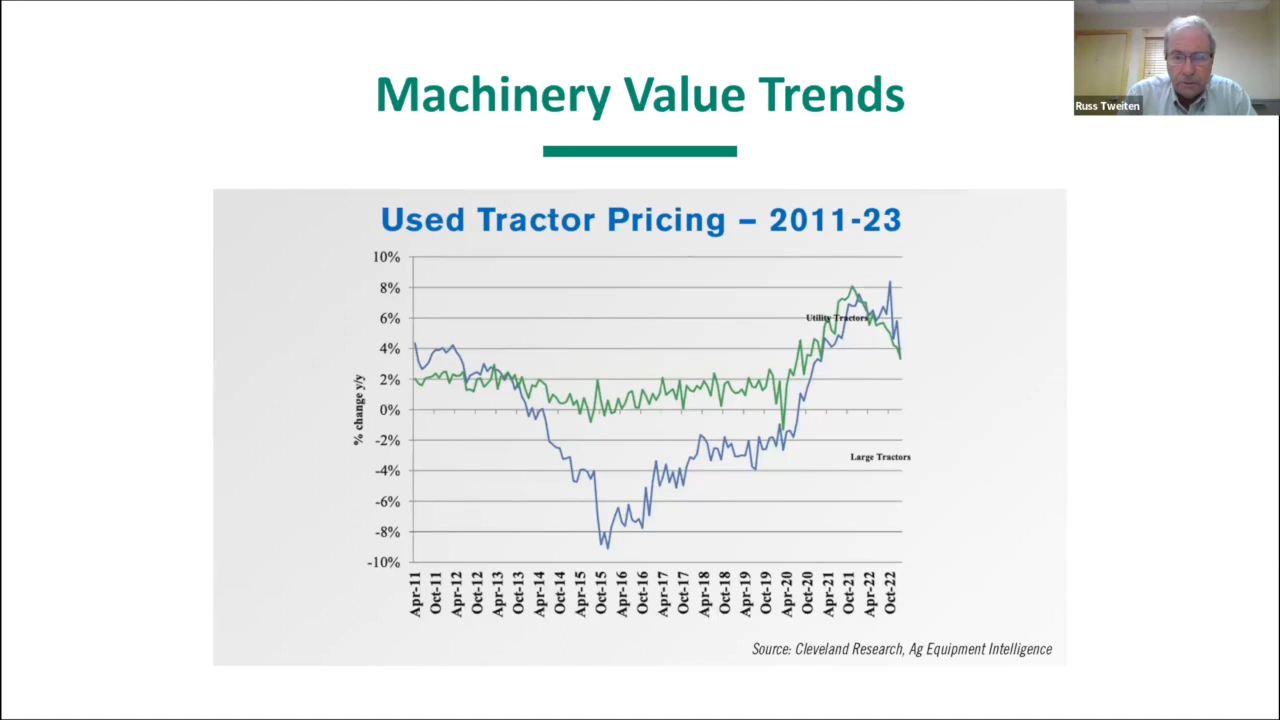 Machinery Value Trends
Russ Tweiten
Used Tractor Pricing – 2011-23
10%
8%
6%
4%
2%
0%
-2%
-4%
-6%
-8%
-10%
% change y/y
Utility Tractors
Large Tractors
Apr-11
Oct-11
Apr-12
Oct-12
Apr-13
Oct-13
Apr-14
Oct-14
Apr-15
Oct-15
Apr-16
Oct-16
Apr-17
Oct-17
Apr-18
Oct-18
Apr-19
Oct-19
Apr-20
Oct-20
Apr-21
Oct-21
Apr-22
Oct-22
Source: Cleveland Research, Ag Equipment Intelligence